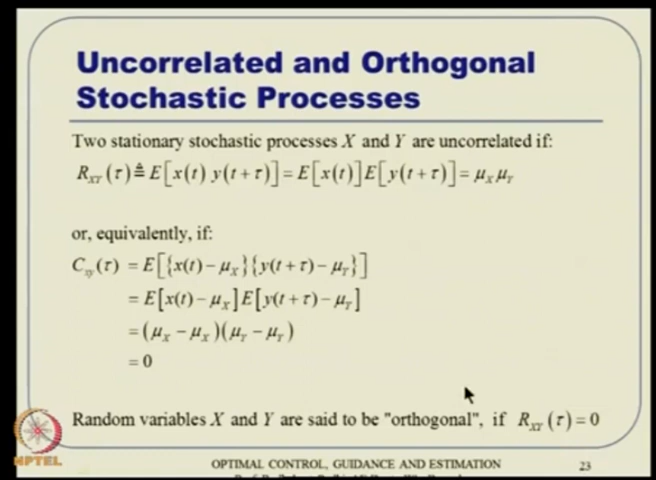 Uncorrelated and Orthogonal
Stochastic Processes
Two stationary stochastic processes X and Y are uncorrelated if:
R_XY (τ) ≜ E[x(t) y(t + τ)] = E[x(t)] E[y(t + τ)] = μ_X μ_Y
or, equivalently, if:
C_xy (τ) = E[{x(t) − μ_X}{y(t + τ) − μ_Y}]
= E[x(t) − μ_X] E[y(t + τ) − μ_Y]
= (μ_X − μ_X)(μ_Y − μ_Y)
= 0
Random variables X and Y are said to be "orthogonal", if R_XY (τ) = 0
NPTEL
OPTIMAL CONTROL, GUIDANCE AND ESTIMATION
23